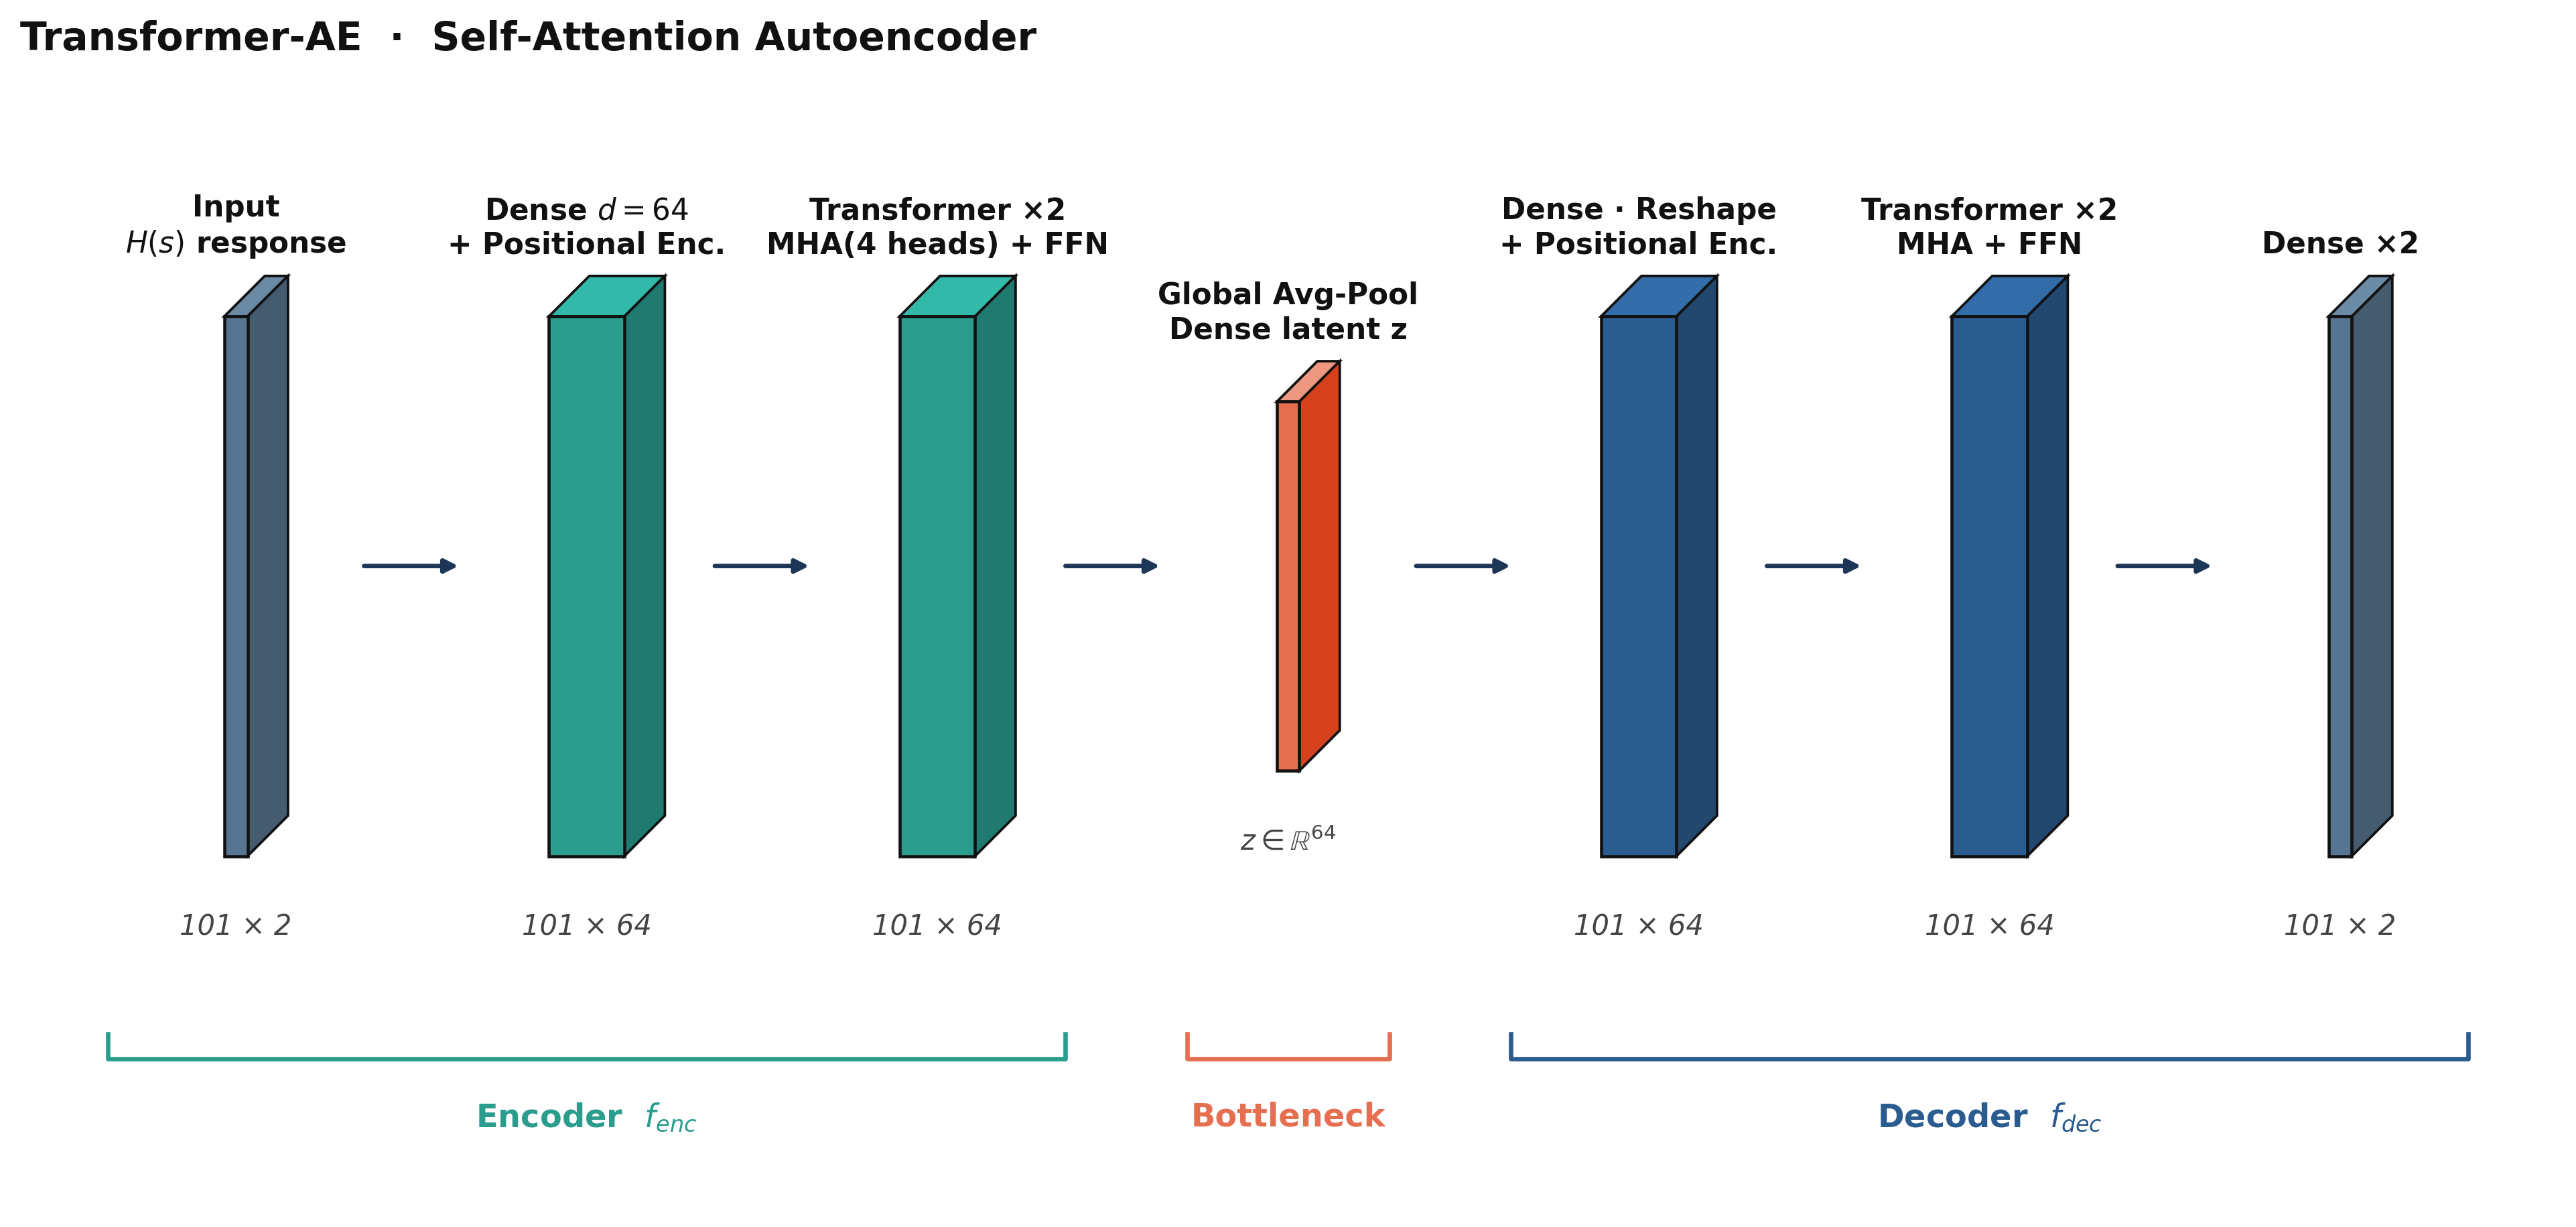 Transformer-AE · Self-Attention Autoencoder
Input
H(s) response
Dense d = 64
+ Positional Enc.
Transformer ×2
MHA(4 heads) + FFN
Global Avg-Pool
Dense latent z
Dense · Reshape
+ Positional Enc.
Transformer ×2
MHA + FFN
Dense ×2
z ∈ ℝ⁶⁴
101 × 2
101 × 64
101 × 64
101 × 64
101 × 64
101 × 2
Encoder f_enc
Bottleneck
Decoder f_dec